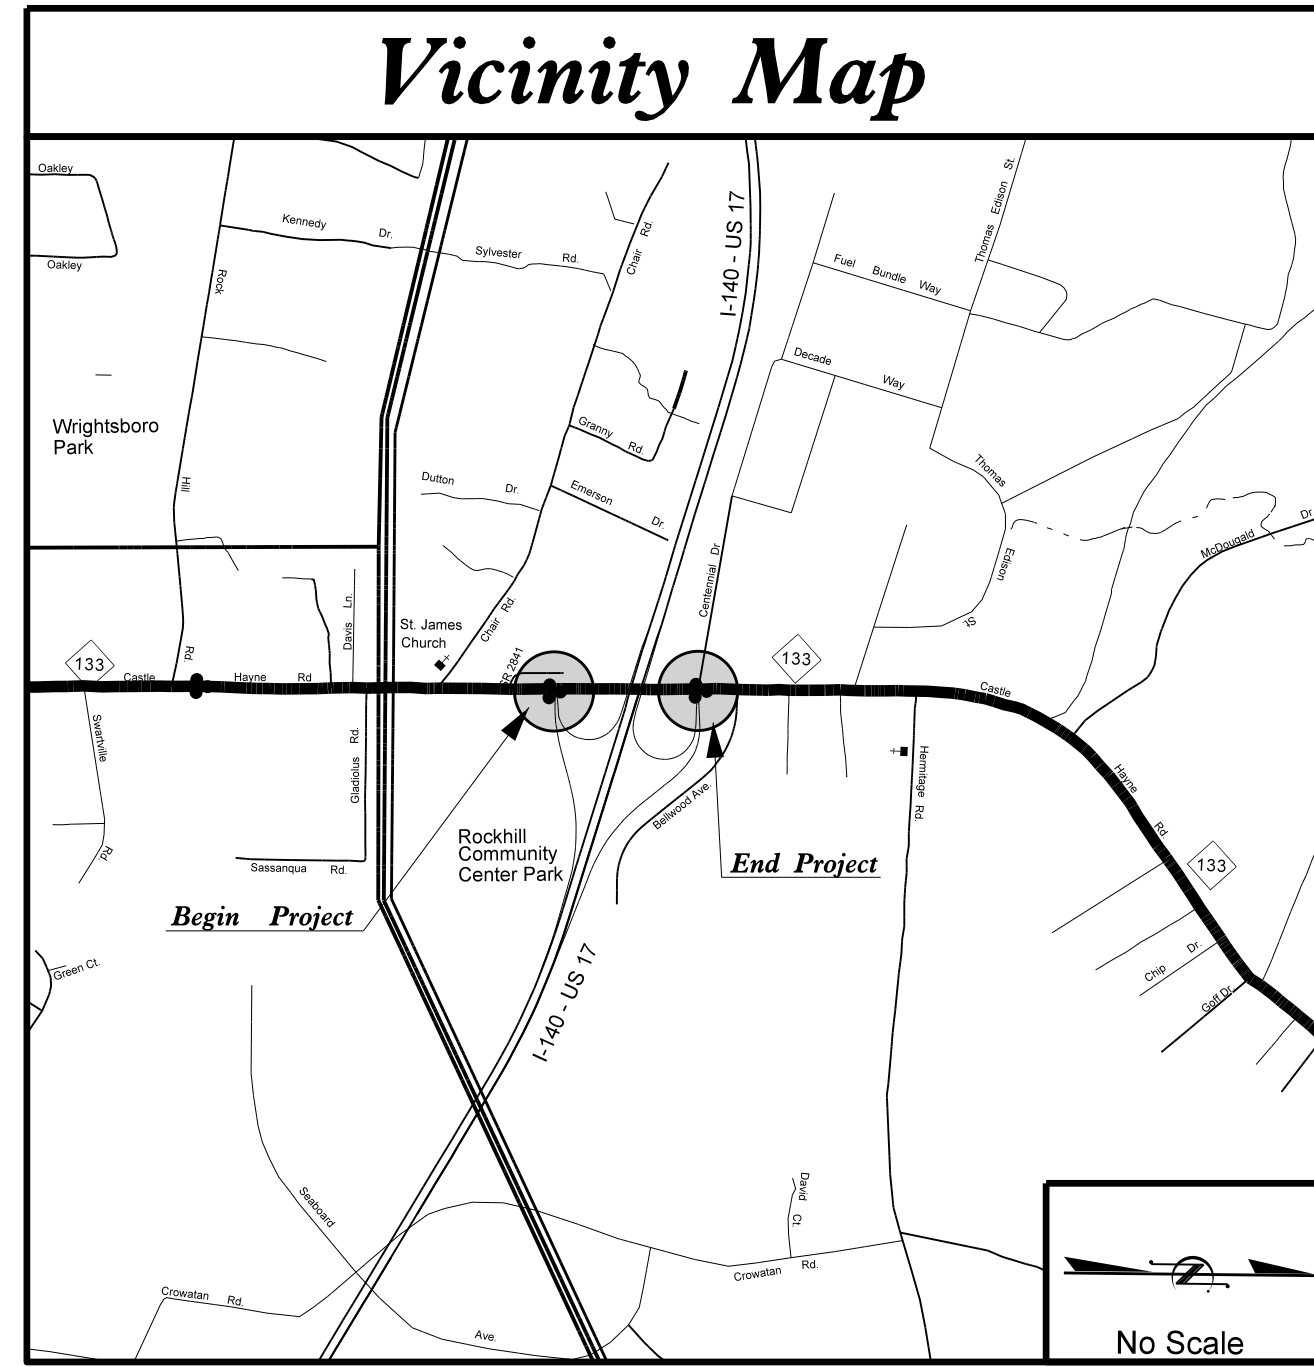 Vicinity Map
Oakley
Oakley
Kennedy Dr.
Sylvester Rd.
Chair Rd.
I-140 - US 17
Thomas Edison St.
Fuel Bundle Way
Decade Way
Rock
Hill
Rd.
Wrightsboro
Park
Granny Rd.
Dutton Dr.
Emerson Dr.
Thomas
Edison
St.
McDougald Dr
Centennial Dr
Davis Ln.
St. James
Church
Chair Rd.
SR 2841
133
133
Castle Hayne Rd
Castle
Hayne
Rd.
133
Swartville
Rd
Gladiolus Rd.
Sassanqua Rd.
Bellwood Ave.
Hermitage Rd.
Rockhill
Community
Center Park
End Project
Begin Project
Green Ct.
I-140 - US 17
Chip Dr.
Goff Dr.
Seaboard
Ave.
David Ct.
Crowatan Rd.
Crowatan Rd.
Z
No Scale